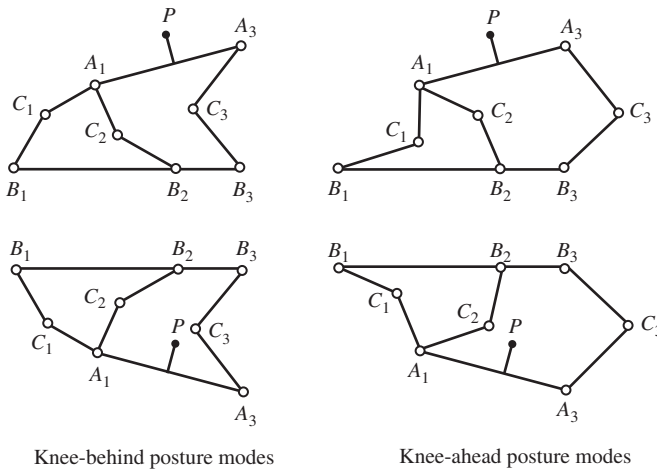 P
A3
A1
C1
C2
C3
B1
B2
B3
P
A3
A1
C1
C2
C3
B1
B2
B3
B1
B2
B3
C1
C2
C3
P
A1
A3
B1
B2
B3
C1
C2
P
A1
A3
Knee-behind posture modes
Knee-ahead posture modes